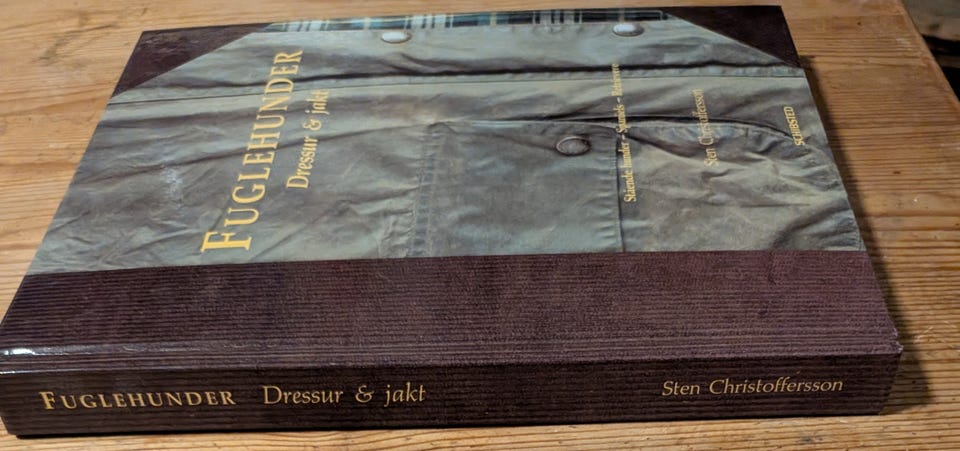 FUGLEHUNDER
Dressur & jakt
Stående hunder – Spaniels – Retrievere
Sten Christoffersson
SCHIBSTED
FUGLEHUNDER Dressur & jakt Sten Christoffersson